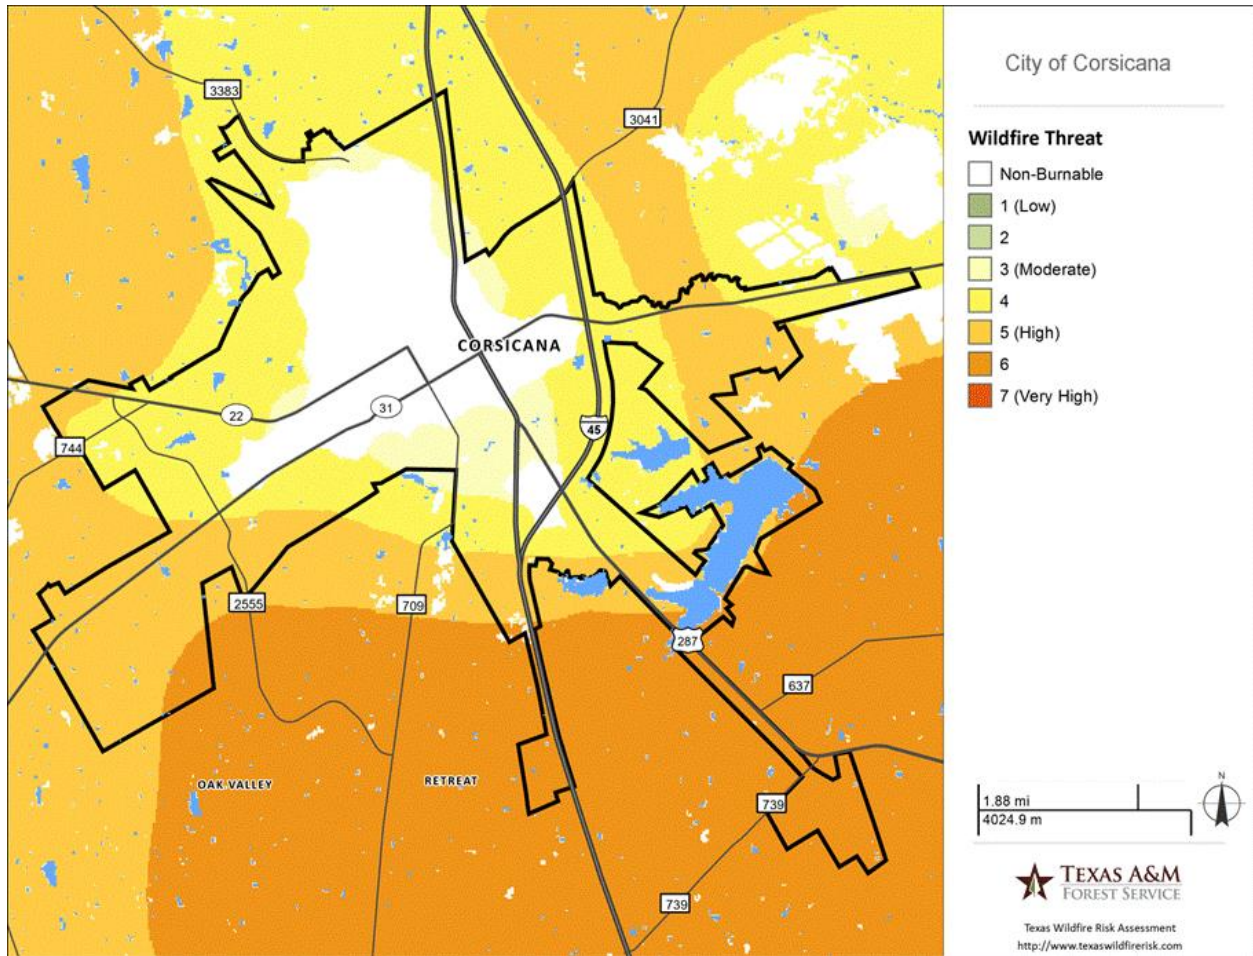 City of Corsicana
Wildfire Threat
Non-Burnable
1 (Low)
2
3 (Moderate)
4
5 (High)
6
7 (Very High)
3383
3041
CORSICANA
22
31
45
744
2555
709
287
637
OAK VALLEY
RETREAT
739
739
N
1.88 mi
4024.9 m
TEXAS A&M
FOREST SERVICE
Texas Wildfire Risk Assessment
http://www.texaswildfirerisk.com